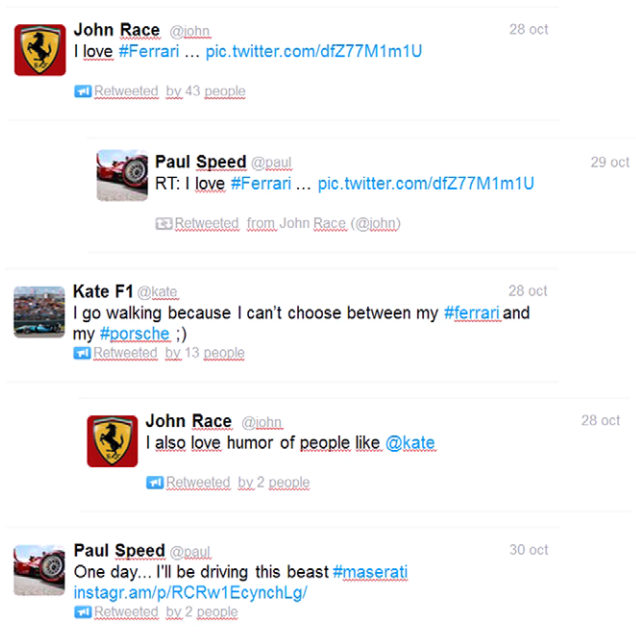 John Race @john 28 oct
I love #Ferrari ... pic.twitter.com/dfZ77M1m1U
Retweeted by 43 people
Paul Speed @paul 29 oct
RT: I love #Ferrari ... pic.twitter.com/dfZ77M1m1U
Retweeted from John Race (@john)
Kate F1 @kate 28 oct
I go walking because I can't choose between my #ferrari and
my #porsche ;)
Retweeted by 13 people
John Race @john 28 oct
I also love humor of people like @kate
Retweeted by 2 people
Paul Speed @paul 30 oct
One day... I'll be driving this beast #maserati
instagr.am/p/RCRw1EcynchLg/
Retweeted by 2 people